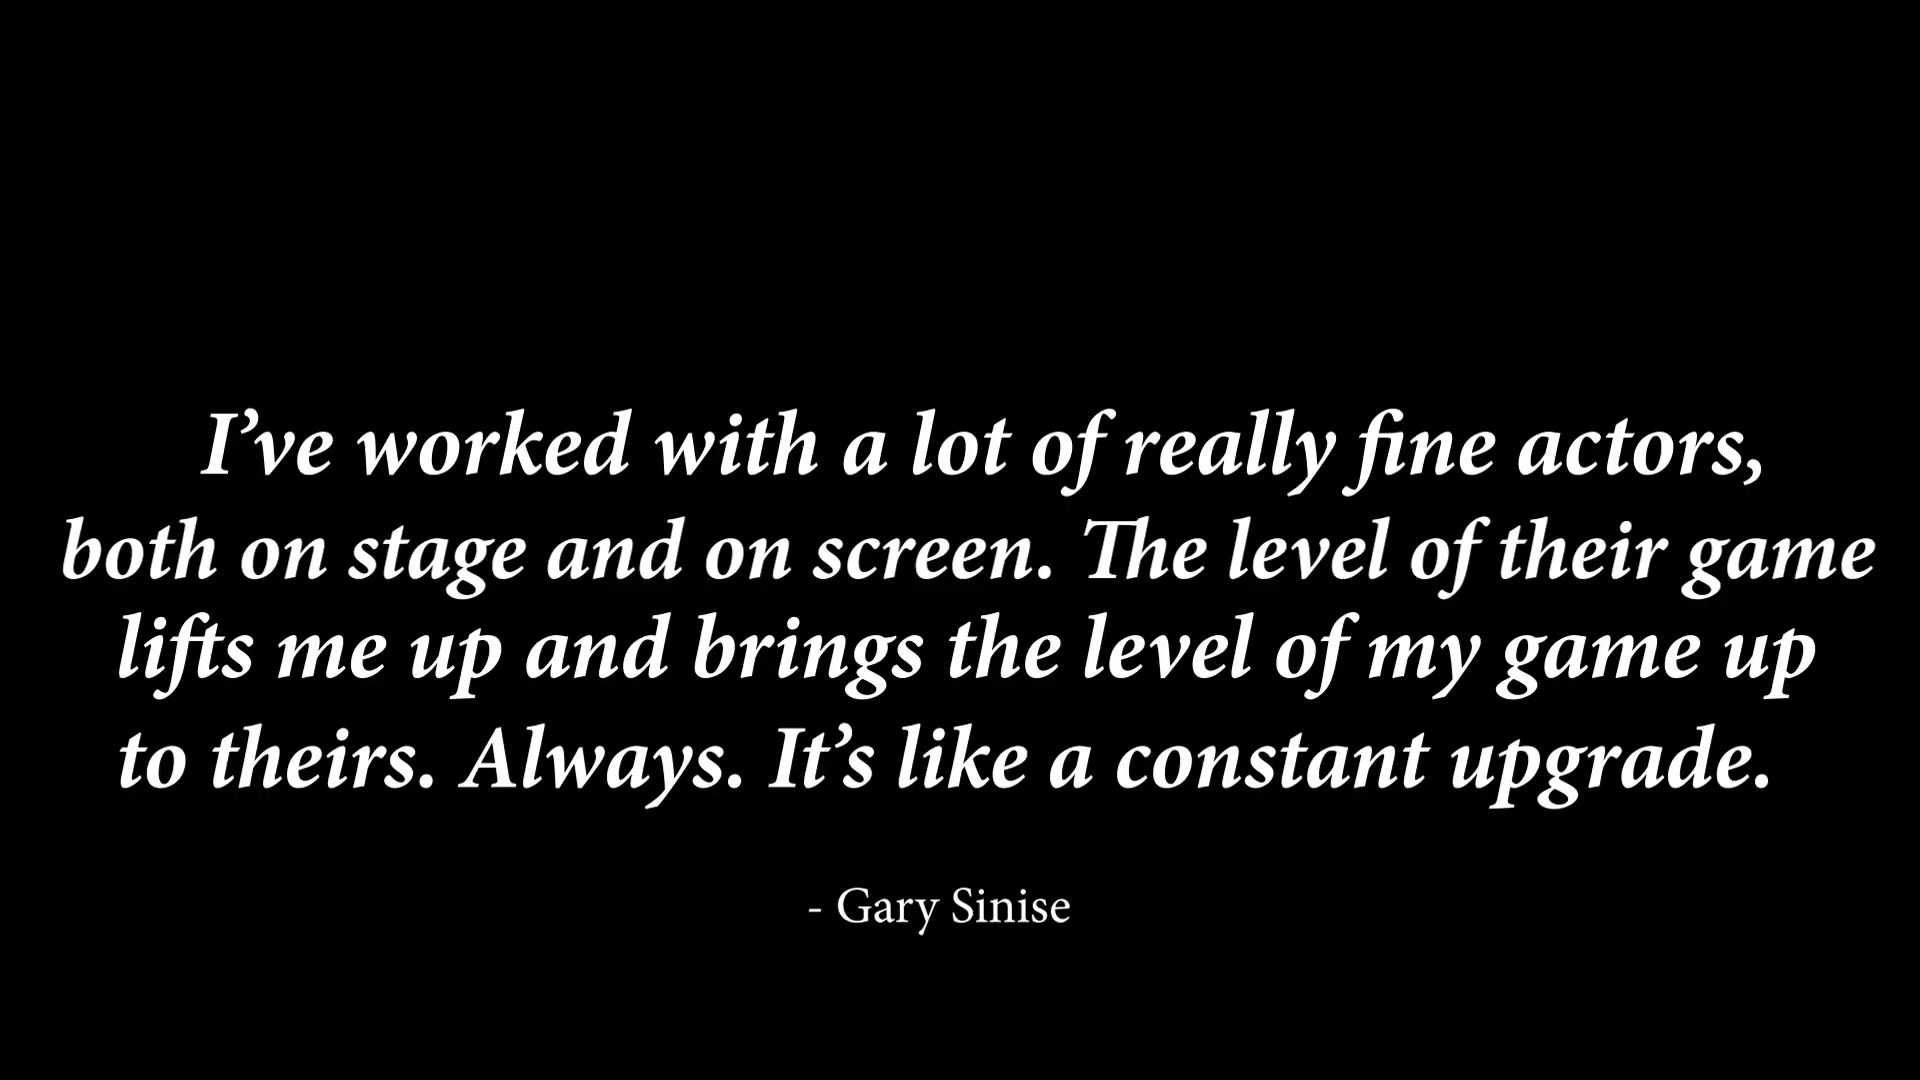 I’ve worked with a lot of really fine actors,
both on stage and on screen. The level of their game
lifts me up and brings the level of my game up
to theirs. Always. It’s like a constant upgrade.
- Gary Sinise